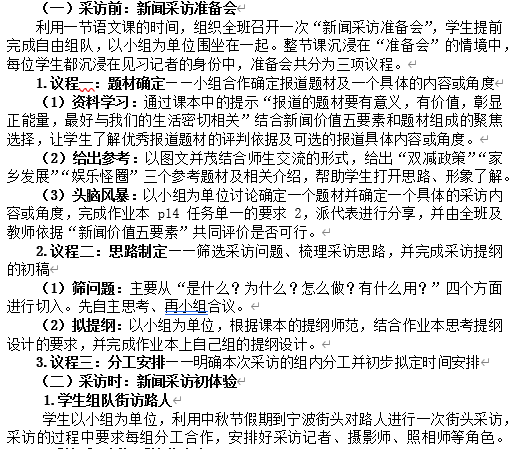 （一）采访前：新闻采访准备会
利用一节语文课的时间，组织全班召开一次“新闻采访准备会”，学生提前
完成自由组队，以小组为单位围坐在一起。整节课沉浸在“准备会”的情境中，
每位学生都沉浸在见习记者的身份中，准备会共分为三项议程。
1.议程一：题材确定——小组合作确定报道题材及一个具体的内容或角度
（1）资料学习：通过课本中的提示“报道的题材要有意义，有价值，彰显
正能量，最好与我们的生活密切相关”结合新闻价值五要素和题材组成的聚焦
选择，让学生了解优秀报道题材的评判依据及可选的报道具体内容或角度。
（2）给出参考：以图文并茂结合师生交流的形式，给出“双减政策”“家
乡发展”“娱乐怪圈”三个参考题材及相关介绍，帮助学生打开思路、形象了解。
（3）头脑风暴：以小组为单位讨论确定一个题材并确定一个具体的采访内
容或角度，完成作业本 p14 任务单一的要求 2，派代表进行分享，并由全班及
教师依据“新闻价值五要素”共同评价是否可行。
2.议程二：思路制定——筛选采访问题、梳理采访思路，并完成采访提纲
的初稿
（1）筛问题：主要从“是什么？为什么？怎么做？有什么用？”四个方面
进行切入。先自主思考、再小组合议。
（2）拟提纲：以小组为单位，根据课本的提纲师范，结合作业本思考提纲
设计的要求，并完成作业本上自己组的提纲设计。
3.议程三：分工安排——明确本次采访的组内分工并初步拟定时间安排
（二）采访时：新闻采访初体验
1.学生组队街访路人
学生以小组为单位，利用中秋节假期到宁波街头对路人进行一次街头采访，
采访的过程中要求每组分工合作，安排好采访记者、摄影师、照相师等角色。